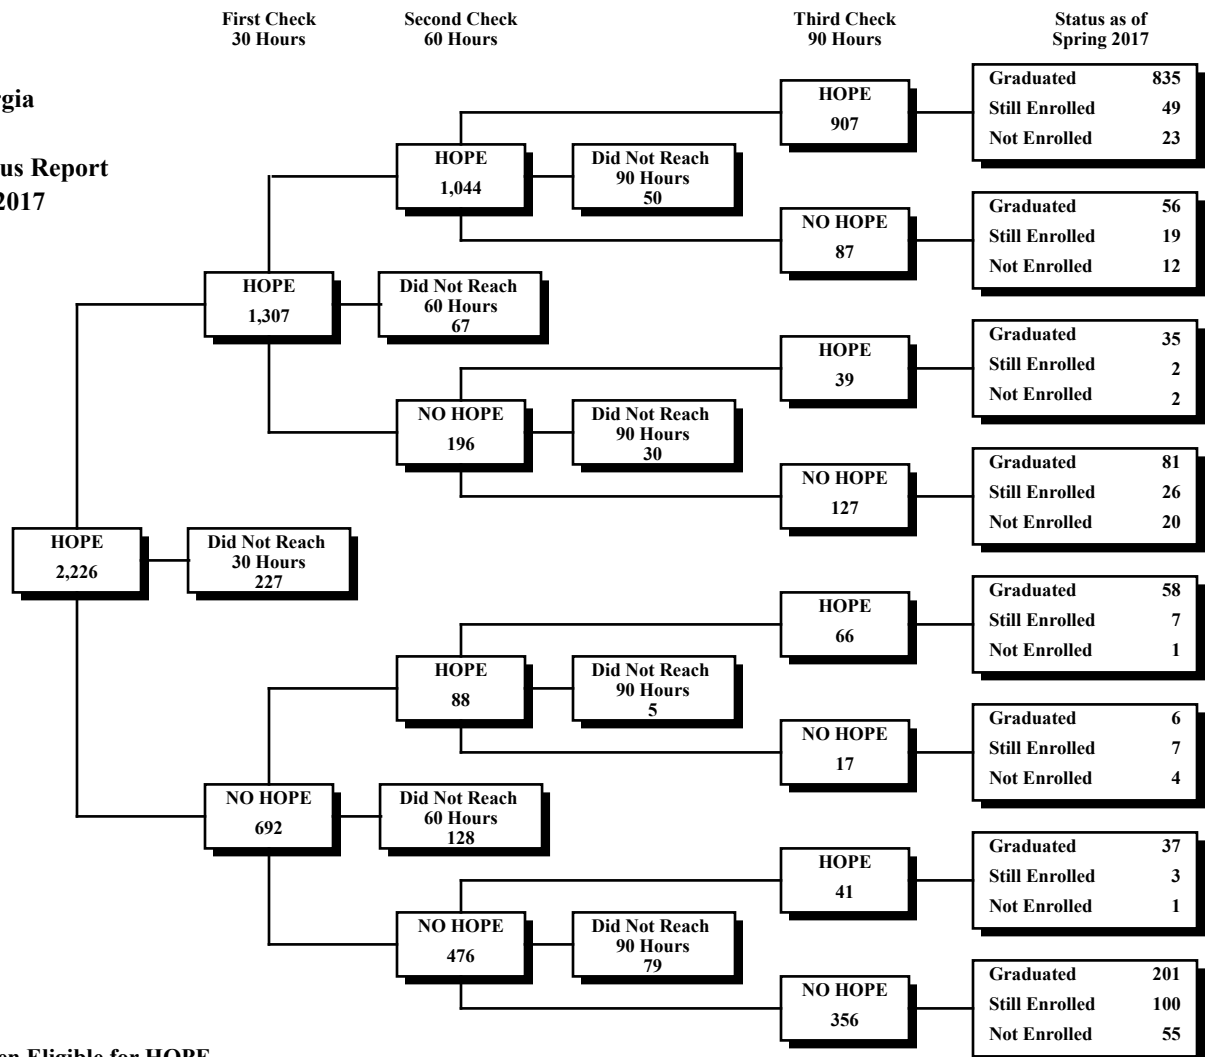 First Check
30 Hours
Second Check
60 Hours
Third Check
90 Hours
Status as of
Spring 2017
rgia
us Report
2017
HOPE
2,226
Did Not Reach
30 Hours
227
HOPE
1,307
Did Not Reach
60 Hours
67
HOPE
1,044
Did Not Reach
90 Hours
50
HOPE
907
Graduated 835
Still Enrolled 49
Not Enrolled 23
NO HOPE
87
Graduated 56
Still Enrolled 19
Not Enrolled 12
NO HOPE
196
Did Not Reach
90 Hours
30
HOPE
39
Graduated 35
Still Enrolled 2
Not Enrolled 2
NO HOPE
127
Graduated 81
Still Enrolled 26
Not Enrolled 20
NO HOPE
692
Did Not Reach
60 Hours
128
HOPE
88
Did Not Reach
90 Hours
5
HOPE
66
Graduated 58
Still Enrolled 7
Not Enrolled 1
NO HOPE
17
Graduated 6
Still Enrolled 7
Not Enrolled 4
NO HOPE
476
Did Not Reach
90 Hours
79
HOPE
41
Graduated 37
Still Enrolled 3
Not Enrolled 1
NO HOPE
356
Graduated 201
Still Enrolled 100
Not Enrolled 55
en Eligible for HOPE